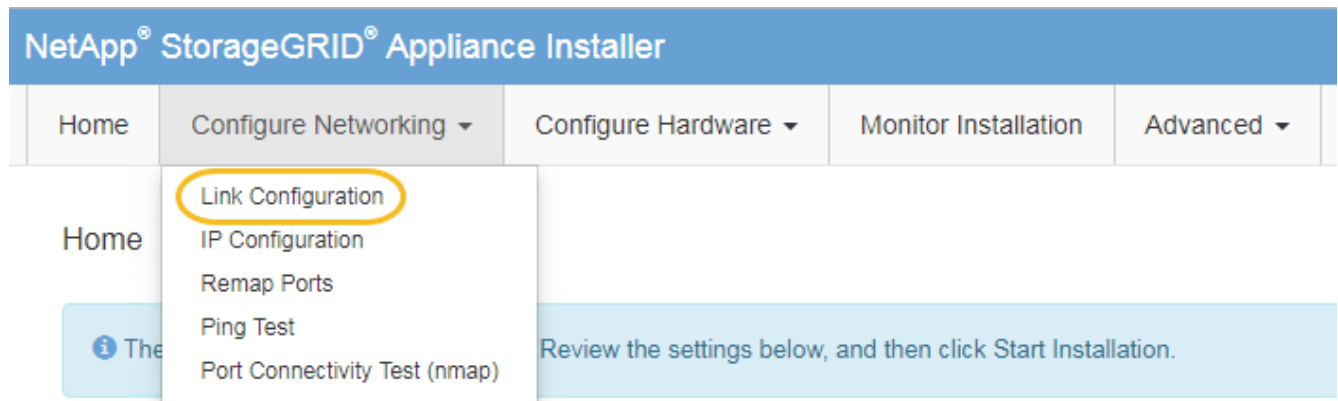 NetApp® StorageGRID® Appliance Installer
Home Configure Networking Configure Hardware Monitor Installation Advanced
Link Configuration
Home IP Configuration
Remap Ports
Ping Test
The Review the settings below, and then click Start Installation.
Port Connectivity Test (nmap)